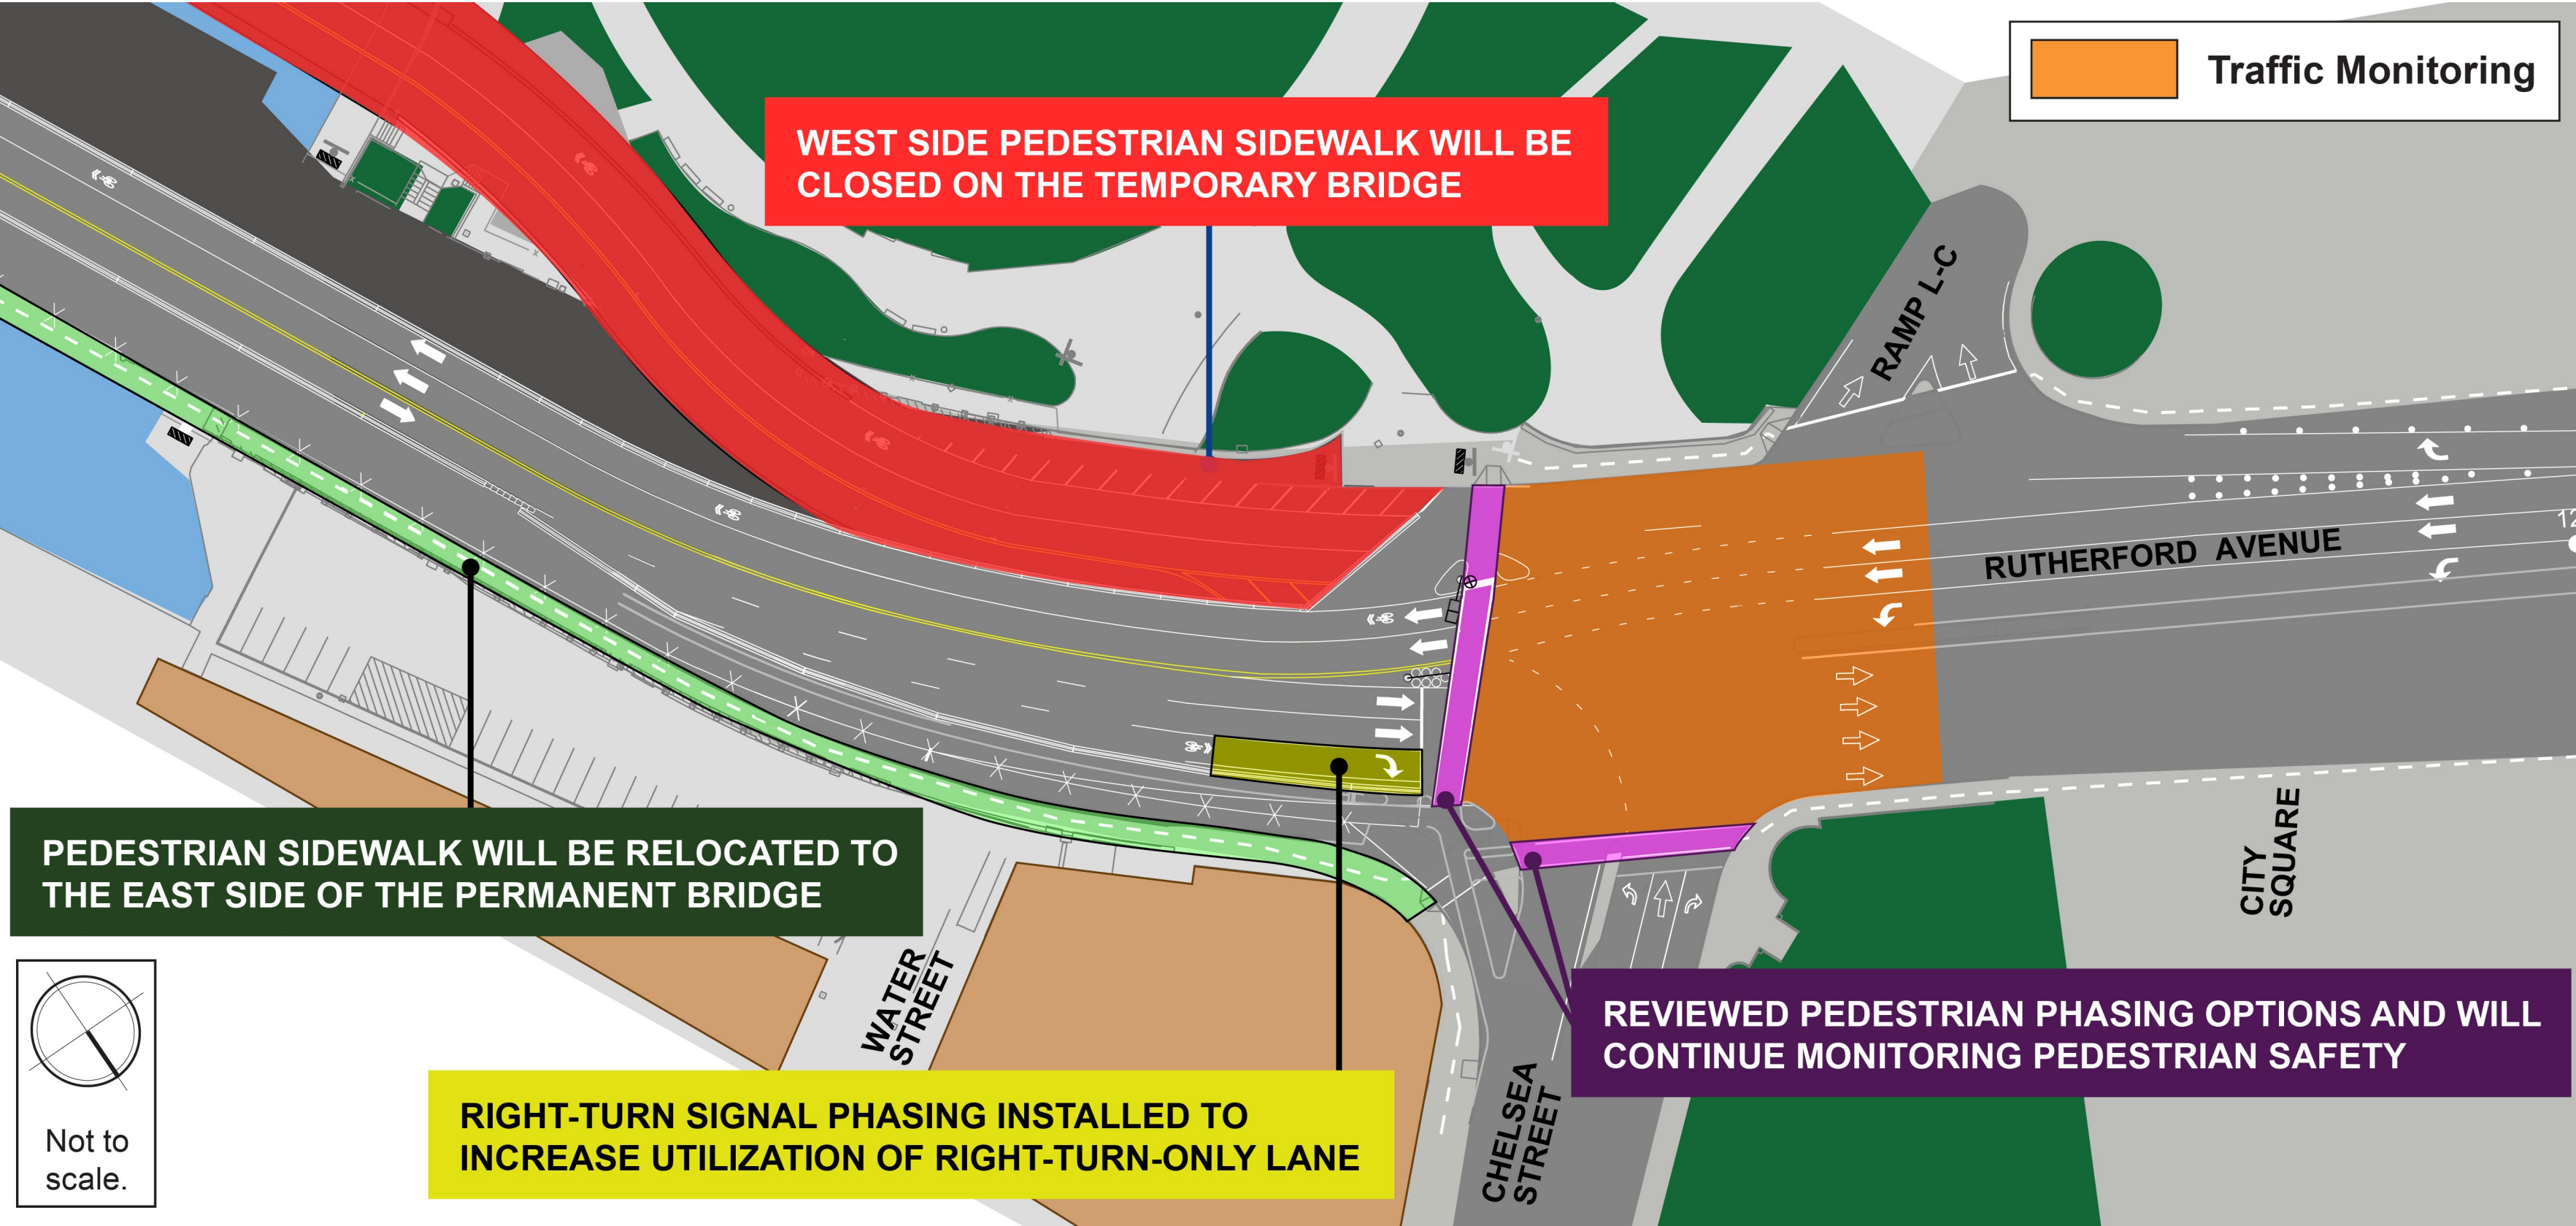 Traffic Monitoring
WEST SIDE PEDESTRIAN SIDEWALK WILL BE
CLOSED ON THE TEMPORARY BRIDGE
RAMP L-C
RUTHERFORD AVENUE
12
PEDESTRIAN SIDEWALK WILL BE RELOCATED TO
THE EAST SIDE OF THE PERMANENT BRIDGE
CITY
SQUARE
WATER
STREET
REVIEWED PEDESTRIAN PHASING OPTIONS AND WILL
CONTINUE MONITORING PEDESTRIAN SAFETY
RIGHT-TURN SIGNAL PHASING INSTALLED TO
INCREASE UTILIZATION OF RIGHT-TURN-ONLY LANE
CHELSEA
STREET
Not to
scale.